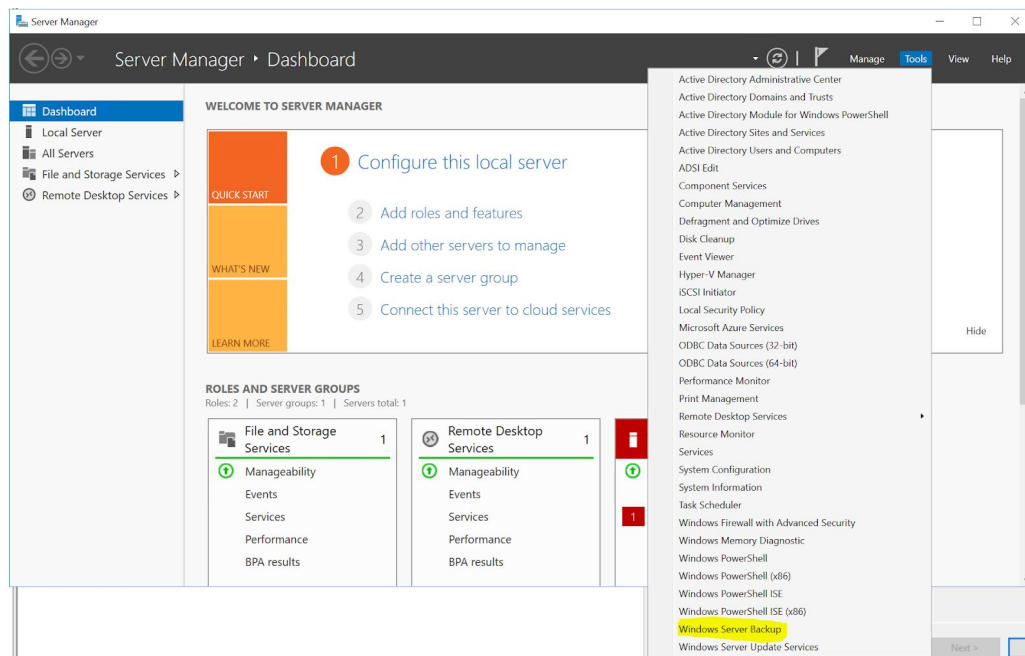 Server Manager
Server Manager • Dashboard
Manage Tools View Help
Dashboard
Local Server
All Servers
File and Storage Services
Remote Desktop Services
WELCOME TO SERVER MANAGER
QUICK START
WHAT'S NEW
LEARN MORE
1 Configure this local server
2 Add roles and features
3 Add other servers to manage
4 Create a server group
5 Connect this server to cloud services
Hide
ROLES AND SERVER GROUPS
Roles: 2 | Server groups: 1 | Servers total: 1
File and Storage
Services
1
Manageability
Events
Services
Performance
BPA results
Remote Desktop
Services
1
Manageability
Events
Services
Performance
BPA results
1
Active Directory Administrative Center
Active Directory Domains and Trusts
Active Directory Module for Windows PowerShell
Active Directory Sites and Services
Active Directory Users and Computers
ADSI Edit
Component Services
Computer Management
Defragment and Optimize Drives
Disk Cleanup
Event Viewer
Hyper-V Manager
iSCSI Initiator
Local Security Policy
Microsoft Azure Services
ODBC Data Sources (32-bit)
ODBC Data Sources (64-bit)
Performance Monitor
Print Management
Remote Desktop Services
Resource Monitor
Services
System Configuration
System Information
Task Scheduler
Windows Firewall with Advanced Security
Windows Memory Diagnostic
Windows PowerShell
Windows PowerShell (x86)
Windows PowerShell ISE
Windows PowerShell ISE (x86)
Windows Server Backup
Windows Server Update Services
Next >